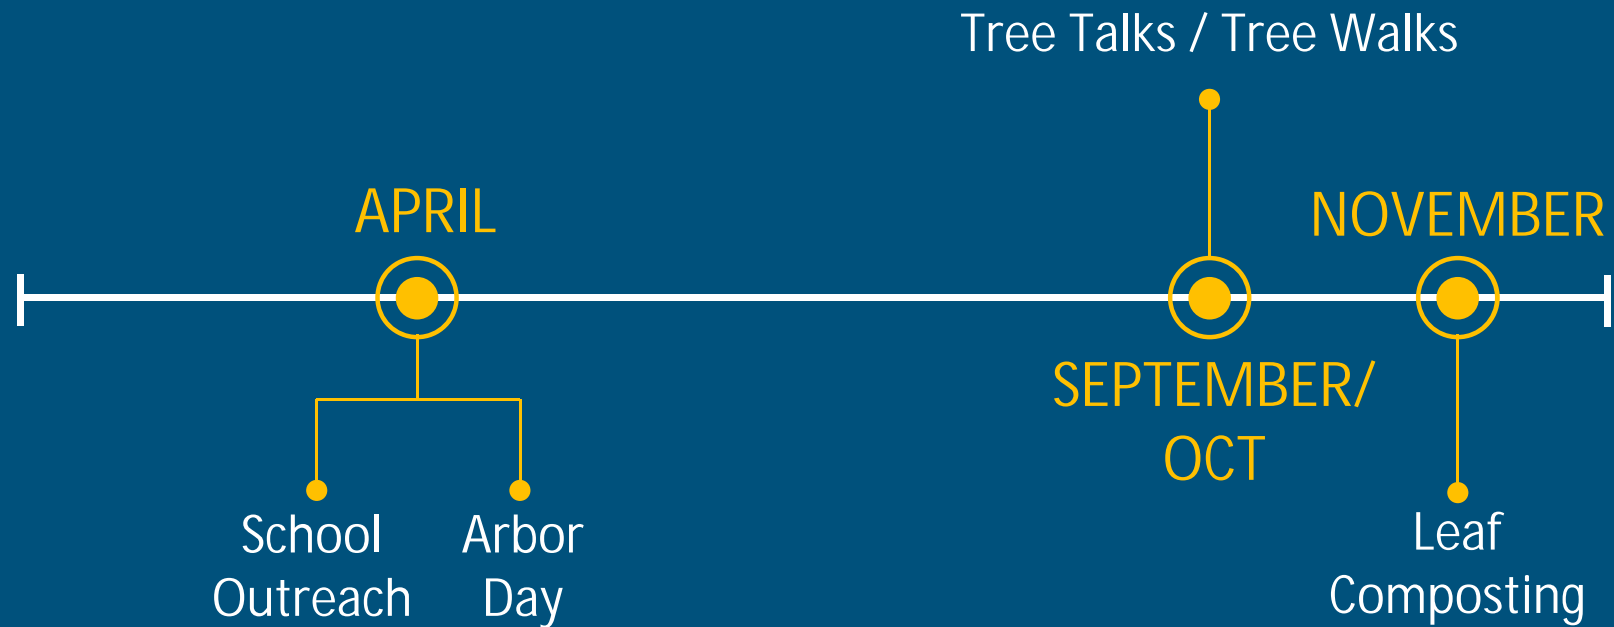 Tree Talks / Tree Walks
APRIL
NOVEMBER
SEPTEMBER/
OCT
School
Outreach
Arbor
Day
Leaf
Composting